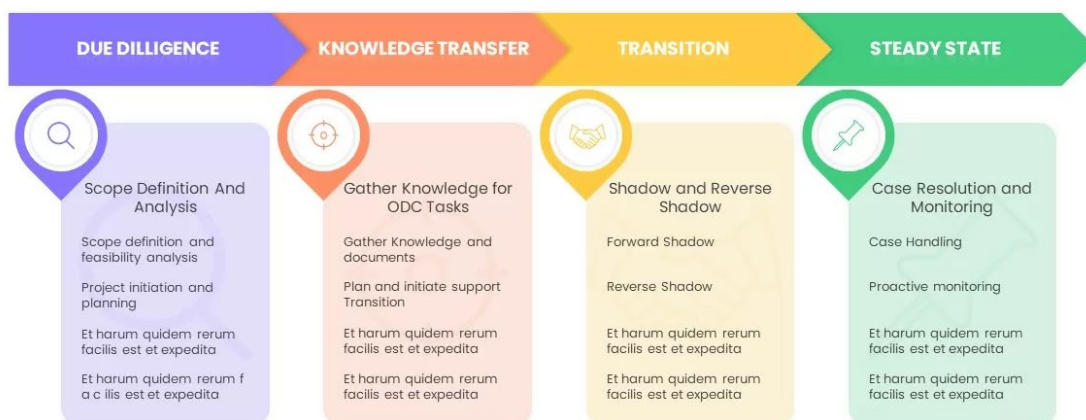 DUE DILLIGENCE
KNOWLEDGE TRANSFER
TRANSITION
STEADY STATE
Scope Definition And
Analysis
Scope definition and
feasibility analysis
Project initiation and
planning
Et harum quidem rerum
facilis est et expedita
Et harum quidem rerum f
a c ilis est et expedita
Gather Knowledge for
ODC Tasks
Gather Knowledge and
documents
Plan and initiate support
Transition
Et harum quidem rerum
facilis est et expedita
Et harum quidem rerum
facilis est et expedita
Shadow and Reverse
Shadow
Forward Shadow
Reverse Shadow
Et harum quidem rerum
facilis est et expedita
Et harum quidem rerum
facilis est et expedita
Case Resolution and
Monitoring
Case Handling
Proactive monitoring
Et harum quidem rerum
facilis est et expedita
Et harum quidem rerum
facilis est et expedita